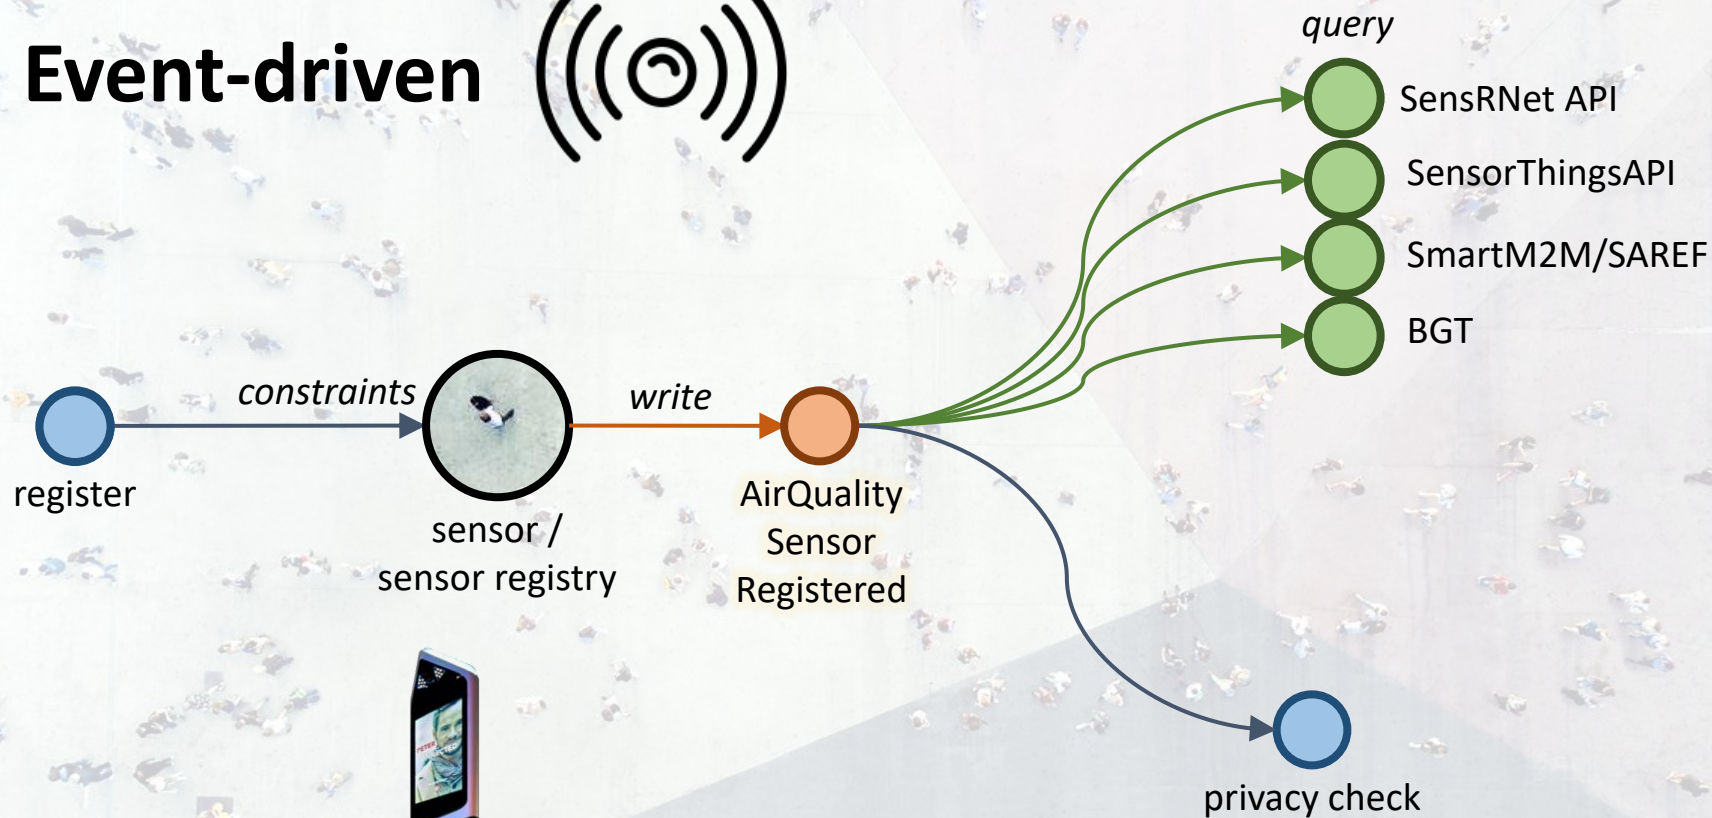 Event-driven
query
SensRNet API
SensorThingsAPI
SmartM2M/SAREF
BGT
constraints
write
register
sensor /
sensor registry
AirQuality
Sensor
Registered
PETER
privacy check